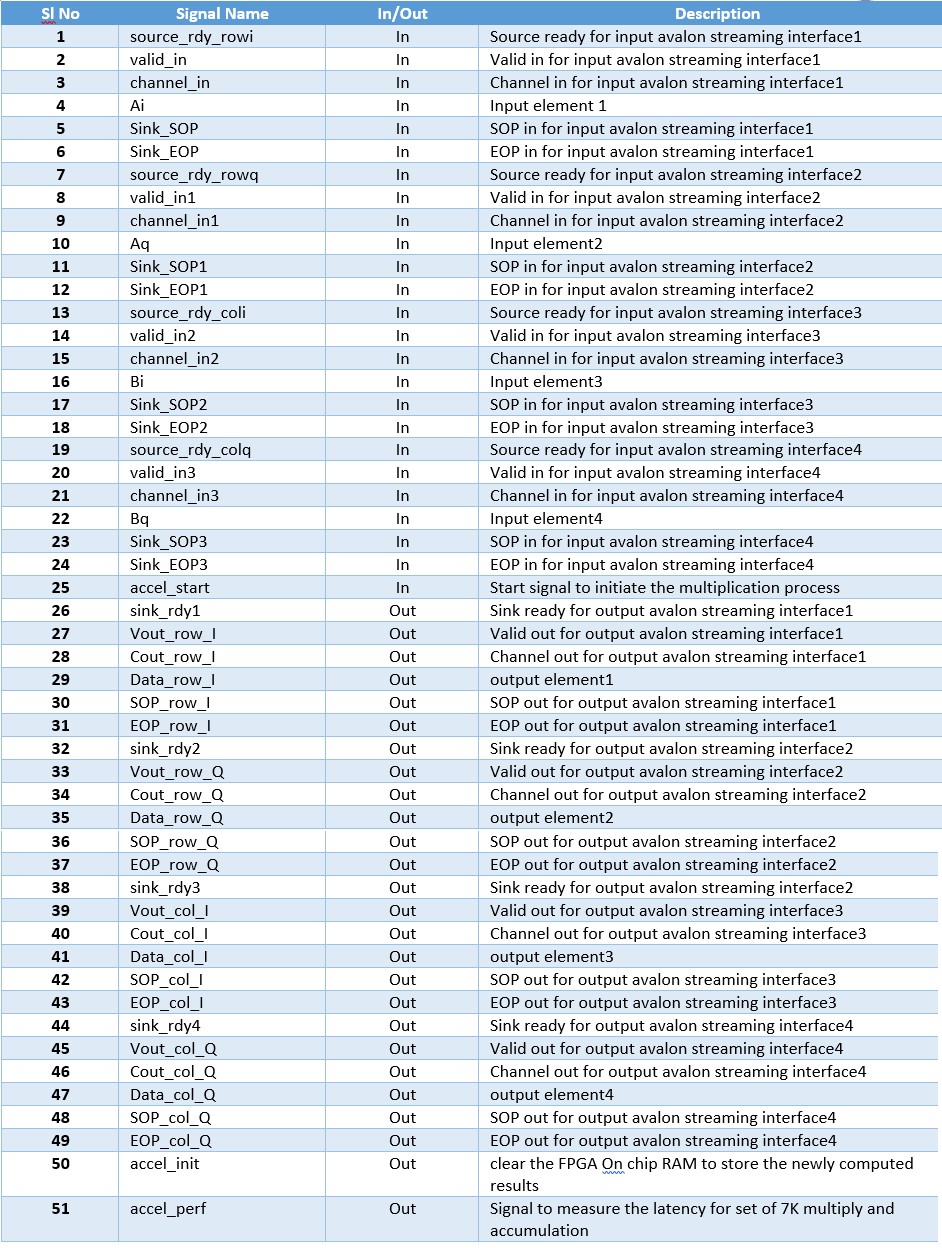 Sl No Signal Name In/Out Description
1 source_rdy_rowi In Source ready for input avalon streaming interface1
2 valid_in In Valid in for input avalon streaming interface1
3 channel_in In Channel in for input avalon streaming interface1
4 Ai In Input element 1
5 Sink_SOP In SOP in for input avalon streaming interface1
6 Sink_EOP In EOP in for input avalon streaming interface1
7 source_rdy_rowq In Source ready for input avalon streaming interface2
8 valid_in1 In Valid in for input avalon streaming interface2
9 channel_in1 In Channel in for input avalon streaming interface2
10 Aq In Input element2
11 Sink_SOP1 In SOP in for input avalon streaming interface2
12 Sink_EOP1 In EOP in for input avalon streaming interface2
13 source_rdy_coli In Source ready for input avalon streaming interface3
14 valid_in2 In Valid in for input avalon streaming interface3
15 channel_in2 In Channel in for input avalon streaming interface3
16 Bi In Input element3
17 Sink_SOP2 In SOP in for input avalon streaming interface3
18 Sink_EOP2 In EOP in for input avalon streaming interface3
19 source_rdy_colq In Source ready for input avalon streaming interface4
20 valid_in3 In Valid in for input avalon streaming interface4
21 channel_in3 In Channel in for input avalon streaming interface4
22 Bq In Input element4
23 Sink_SOP3 In SOP in for input avalon streaming interface4
24 Sink_EOP3 In EOP in for input avalon streaming interface4
25 accel_start In Start signal to initiate the multiplication process
26 sink_rdy1 Out Sink ready for output avalon streaming interface1
27 Vout_row_I Out Valid out for output avalon streaming interface1
28 Cout_row_I Out Channel out for output avalon streaming interface1
29 Data_row_I Out output element1
30 SOP_row_I Out SOP out for output avalon streaming interface1
31 EOP_row_I Out EOP out for output avalon streaming interface1
32 sink_rdy2 Out Sink ready for output avalon streaming interface2
33 Vout_row_Q Out Valid out for output avalon streaming interface2
34 Cout_row_Q Out Channel out for output avalon streaming interface2
35 Data_row_Q Out output element2
36 SOP_row_Q Out SOP out for output avalon streaming interface2
37 EOP_row_Q Out EOP out for output avalon streaming interface2
38 sink_rdy3 Out Sink ready for output avalon streaming interface2
39 Vout_col_I Out Valid out for output avalon streaming interface3
40 Cout_col_I Out Channel out for output avalon streaming interface3
41 Data_col_I Out output element3
42 SOP_col_I Out SOP out for output avalon streaming interface3
43 EOP_col_I Out EOP out for output avalon streaming interface3
44 sink_rdy4 Out Sink ready for output avalon streaming interface4
45 Vout_col_Q Out Valid out for output avalon streaming interface4
46 Cout_col_Q Out Channel out for output avalon streaming interface4
47 Data_col_Q Out output element4
48 SOP_col_Q Out SOP out for output avalon streaming interface4
49 EOP_col_Q Out EOP out for output avalon streaming interface4
50 accel_init Out clear the FPGA On chip RAM to store the newly computed
results
51 accel_perf Out Signal to measure the latency for set of 7K multiply and
accumulation